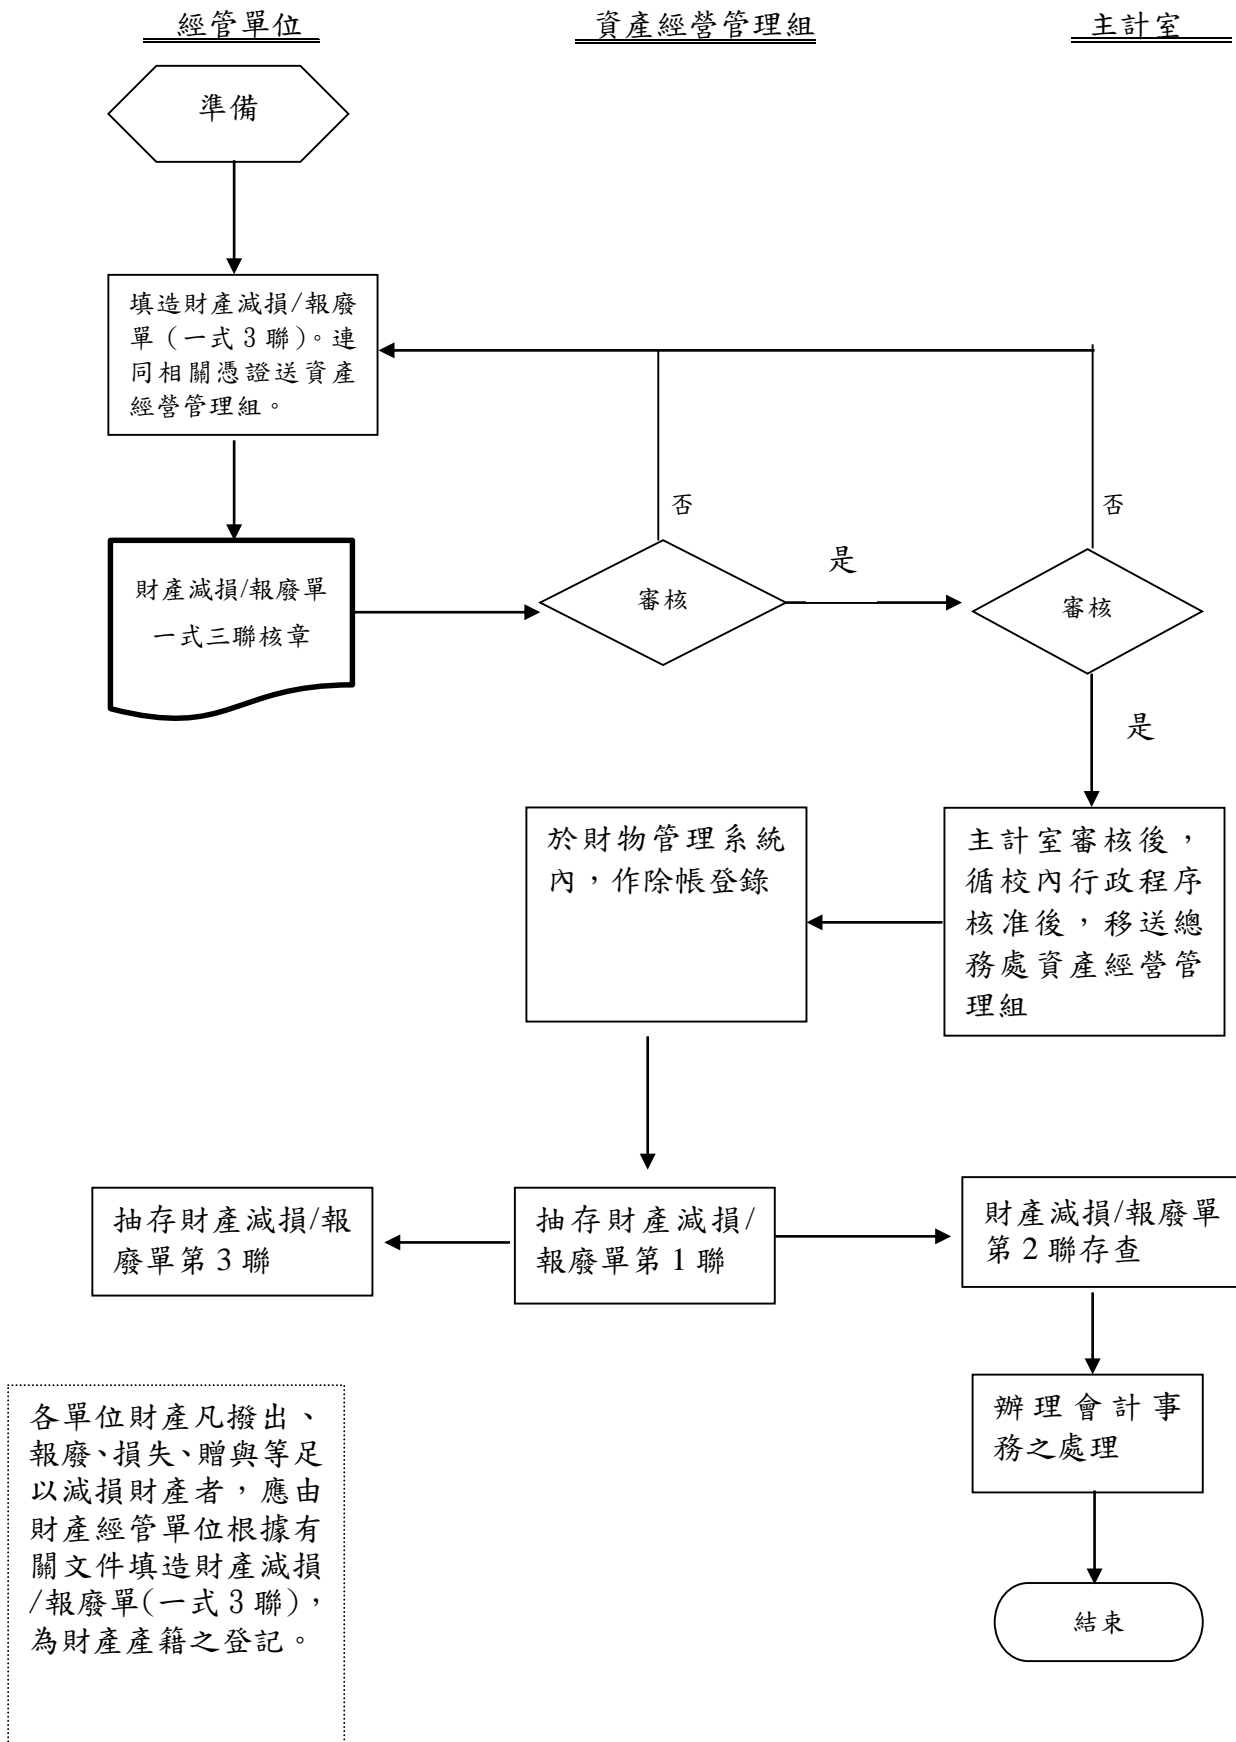 經管單位
資產經營管理組
主計室
準備
填造財產減損/報廢
單（一式 3 聯）。連
同相關憑證送資產
經營管理組。
否
否
財產減損/報廢單
一式三聯核章
審核
是
審核
是
於財物管理系統
內，作除帳登錄
主計室審核後，
循校內行政程序
核准後，移送總
務處資產經營管
理組
抽存財產減損/報
廢單第 3 聯
抽存財產減損/
報廢單第 1 聯
財產減損/報廢單
第 2 聯存查
辦理會計事
務之處理
結束
各單位財產凡撥出、
報廢、損失、贈與等足
以減損財產者，應由
財產經管單位根據有
關文件填造財產減損
/報廢單(一式 3 聯)，
為財產產籍之登記。